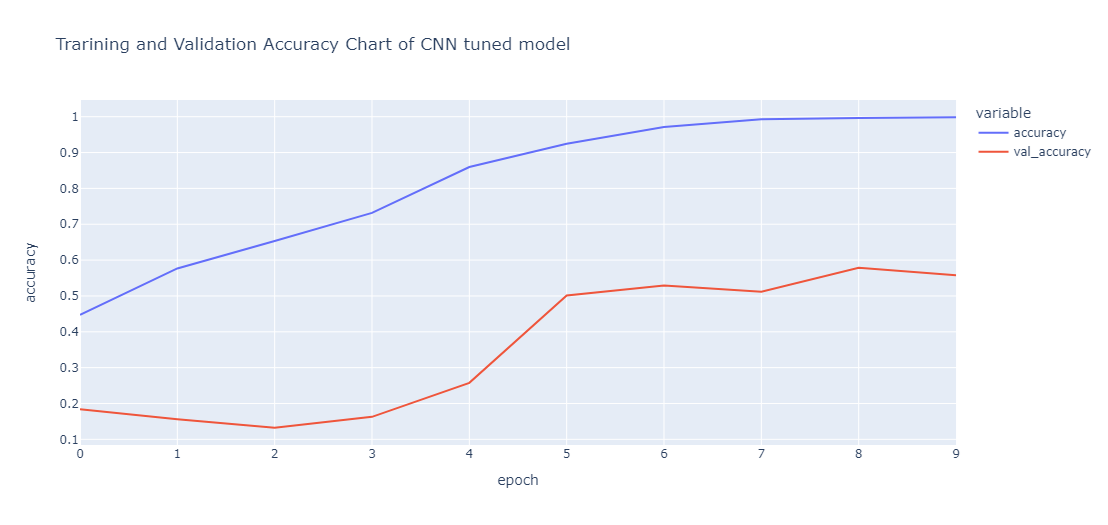 Trarining and Validation Accuracy Chart of CNN tuned model
variable
accuracy
val_accuracy
accuracy
1
0.9
0.8
0.7
0.6
0.5
0.4
0.3
0.2
0.1
0 1 2 3 4 5 6 7 8 9
epoch